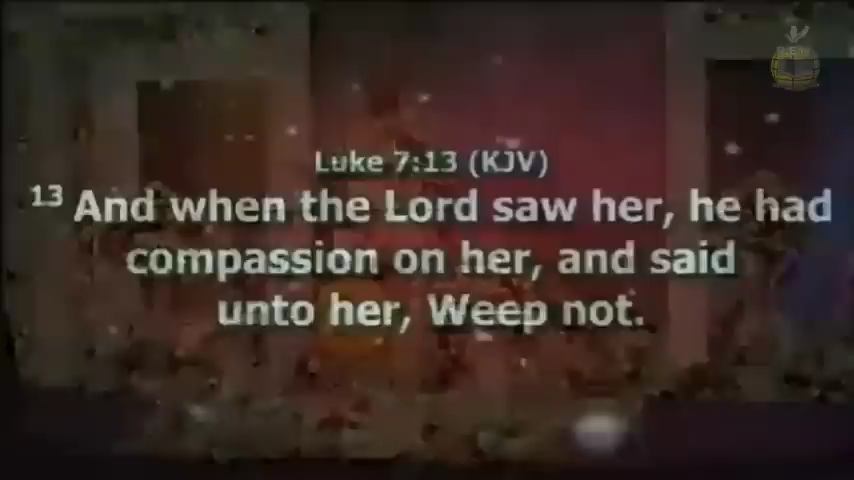 Luke 7:13 (KJV)
13 And when the Lord saw her, he had
compassion on her, and said
unto her, Weep not.